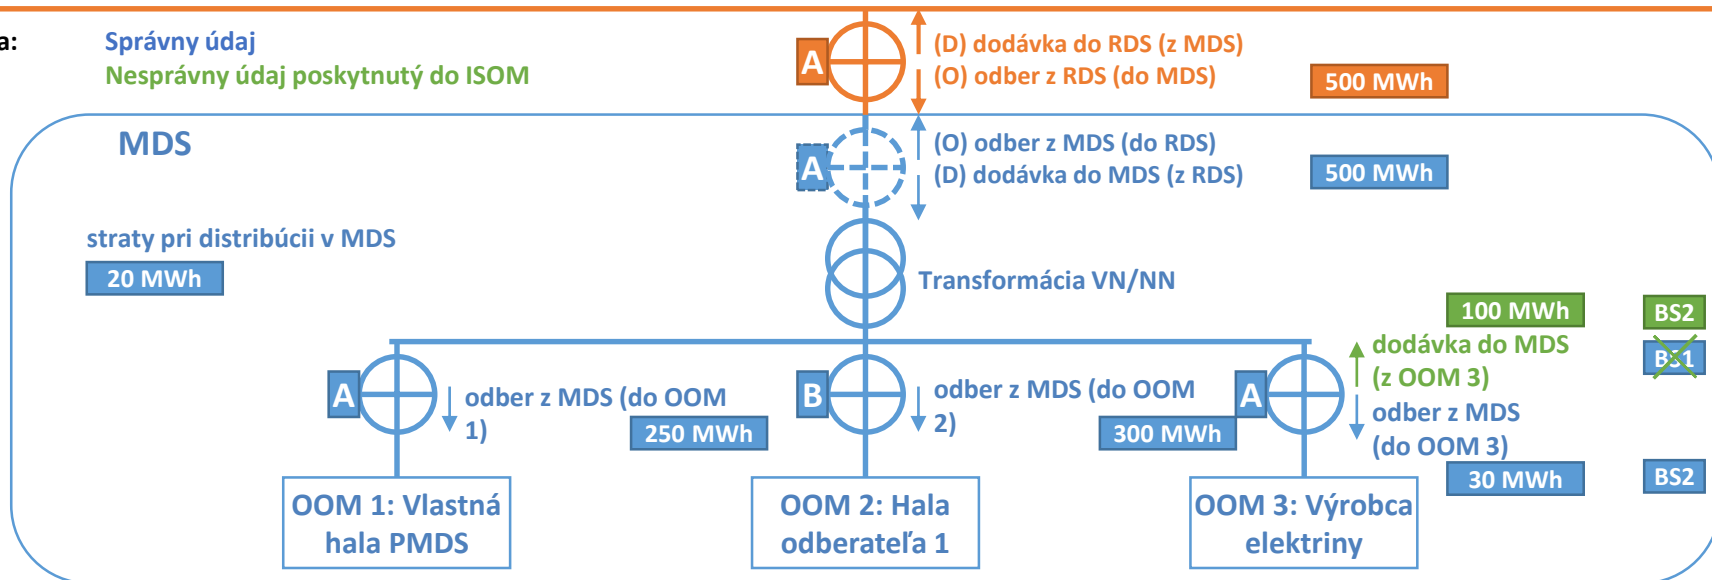 a:
Správny údaj
Nesprávny údaj poskytnutý do ISOM
A
(D) dodávka do RDS (z MDS)
(O) odber z RDS (do MDS)
500 MWh
MDS
A
(O) odber z MDS (do RDS)
(D) dodávka do MDS (z RDS)
500 MWh
straty pri distribúcii v MDS
20 MWh
Transformácia VN/NN
100 MWh
BS2
dodávka do MDS
(z OOM 3)
BS1
A
odber z MDS (do OOM
1)
250 MWh
B
odber z MDS (do OOM
2)
300 MWh
A
odber z MDS
(do OOM 3)
30 MWh
BS2
OOM 1: Vlastná
hala PMDS
OOM 2: Hala
odberateľa 1
OOM 3: Výrobca
elektriny